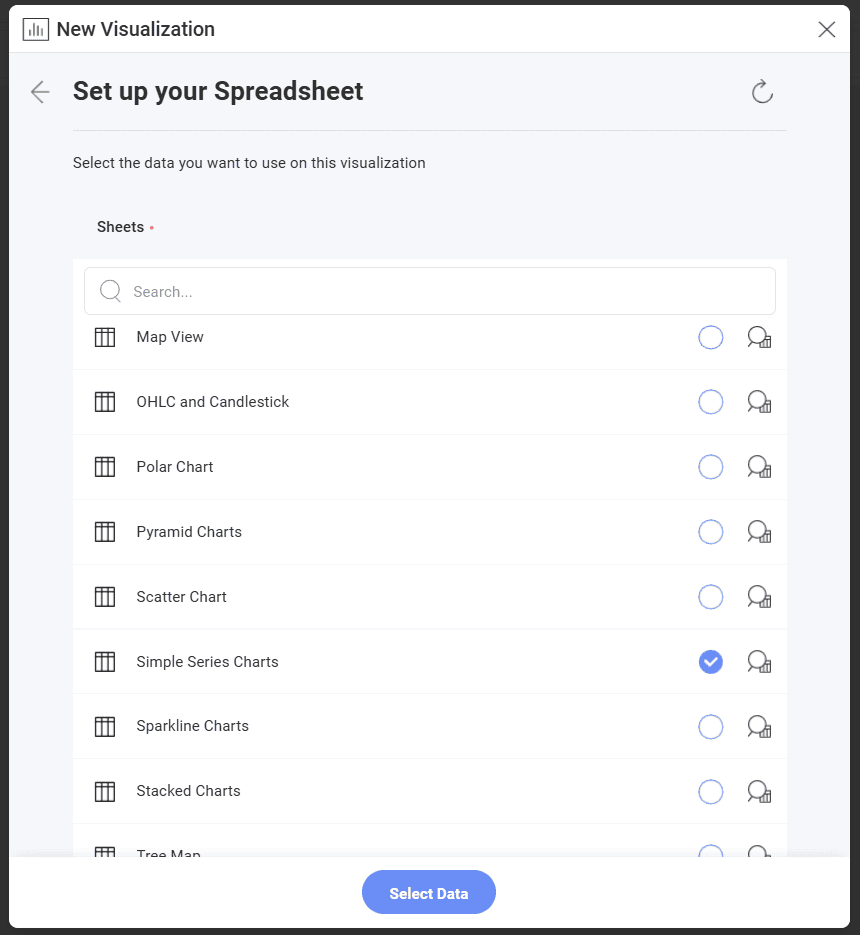 New Visualization
Set up your Spreadsheet
Select the data you want to use on this visualization
Sheets
Search...
Map View
OHLC and Candlestick
Polar Chart
Pyramid Charts
Scatter Chart
Simple Series Charts
Sparkline Charts
Stacked Charts
Tree Map
Select Data